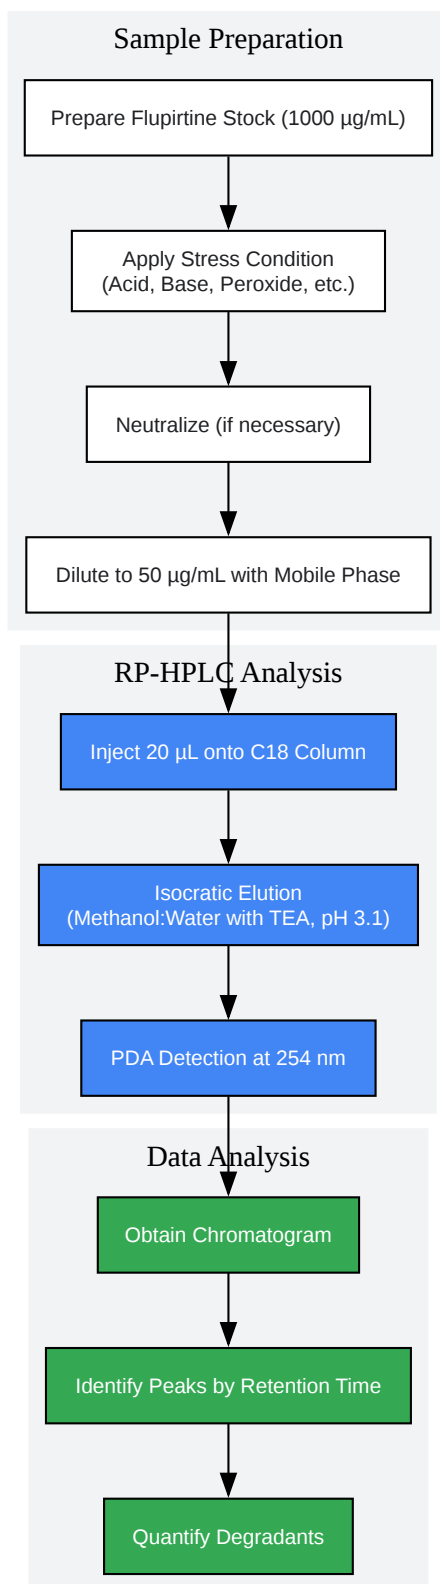 Sample Preparation
Prepare Flupirtine Stock (1000 µg/mL)
Apply Stress Condition
(Acid, Base, Peroxide, etc.)
Neutralize (if necessary)
Dilute to 50 µg/mL with Mobile Phase
RP-HPLC Analysis
Inject 20 µL onto C18 Column
Isocratic Elution
(Methanol:Water with TEA, pH 3.1)
PDA Detection at 254 nm
Data Analysis
Obtain Chromatogram
Identify Peaks by Retention Time
Quantify Degradants